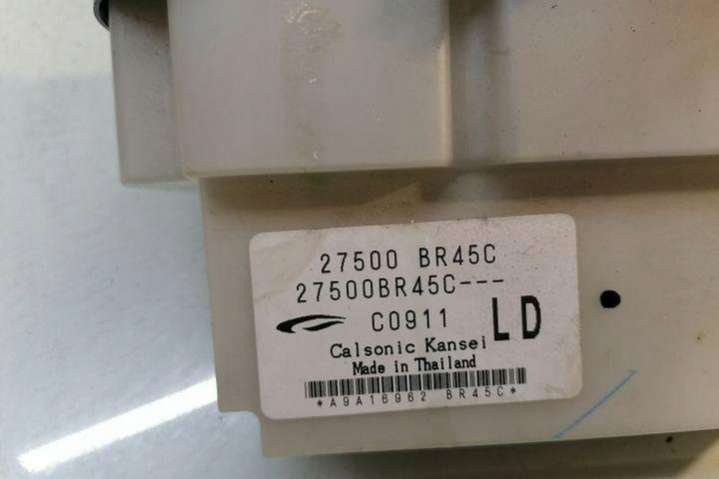 27500 BR45C
27500BR45C---
C0911 LD
Calsonic Kansei
Made in Thailand
*A9A16962 BR45C*